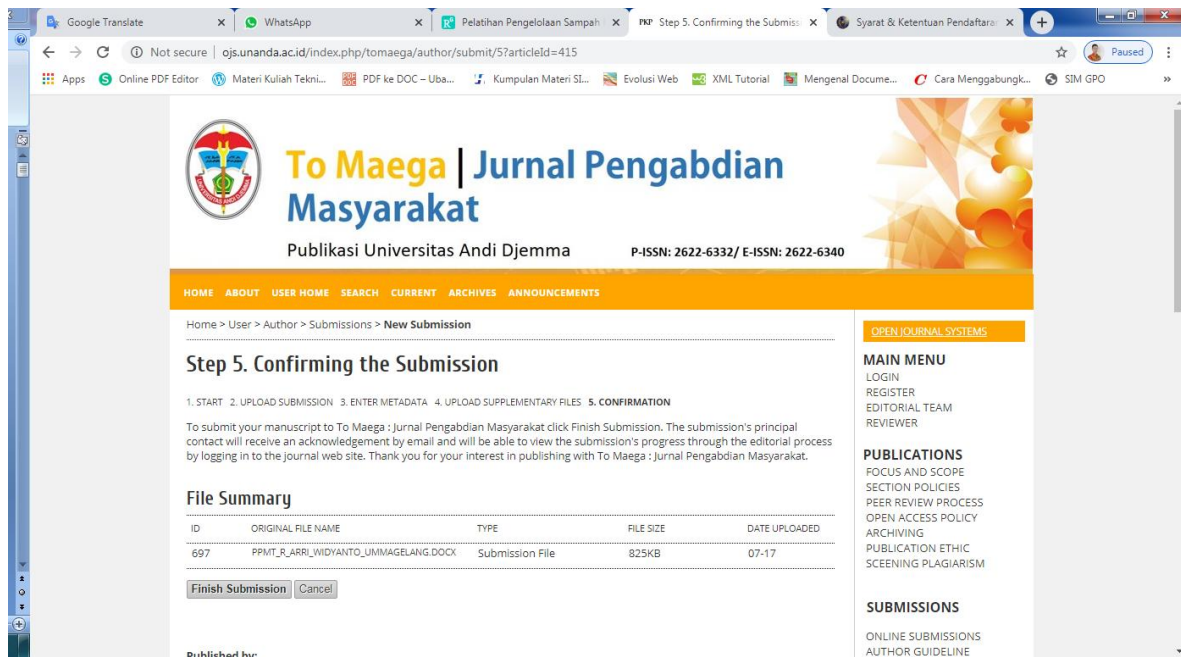 Google Translate
WhatsApp
Pelatihan Pengelolaan Sampah
PKP Step 5. Confirming the Submiss
Syarat & Ketentuan Pendaftaran
Not secure | ojs.unanda.ac.id/index.php/tomaega/author/submit/5?articleId=415
Paused
Apps
Online PDF Editor
Materi Kuliah Tekni...
PDF ke DOC – Uba...
Kumpulan Materi SI...
Evolusi Web
XML Tutorial
Mengenal Docume...
Cara Menggabungk...
SIM GPO
»
To Maega | Jurnal Pengabdian
Masyarakat
Publikasi Universitas Andi Djemma
P-ISSN: 2622-6332/ E-ISSN: 2622-6340
HOME ABOUT USER HOME SEARCH CURRENT ARCHIVES ANNOUNCEMENTS
Home > User > Author > Submissions > New Submission
Step 5. Confirming the Submission
1. START 2. UPLOAD SUBMISSION 3. ENTER METADATA 4. UPLOAD SUPPLEMENTARY FILES 5. CONFIRMATION
To submit your manuscript to To Maega : Jurnal Pengabdian Masyarakat click Finish Submission. The submission's principal
contact will receive an acknowledgement by email and will be able to view the submission's progress through the editorial process
by logging in to the journal web site. Thank you for your interest in publishing with To Maega : Jurnal Pengabdian Masyarakat.
File Summary
ID ORIGINAL FILE NAME TYPE FILE SIZE DATE UPLOADED
697 PPMT_R_ARRI_WIDYANTO_UMMAGELANG.DOCX Submission File 825KB 07-17
Finish Submission Cancel
Published by:
OPEN JOURNAL SYSTEMS
MAIN MENU
LOGIN
REGISTER
EDITORIAL TEAM
REVIEWER
PUBLICATIONS
FOCUS AND SCOPE
SECTION POLICIES
PEER REVIEW PROCESS
OPEN ACCESS POLICY
ARCHIVING
PUBLICATION ETHIC
SCEENING PLAGIARISM
SUBMISSIONS
ONLINE SUBMISSIONS
AUTHOR GUIDELINE